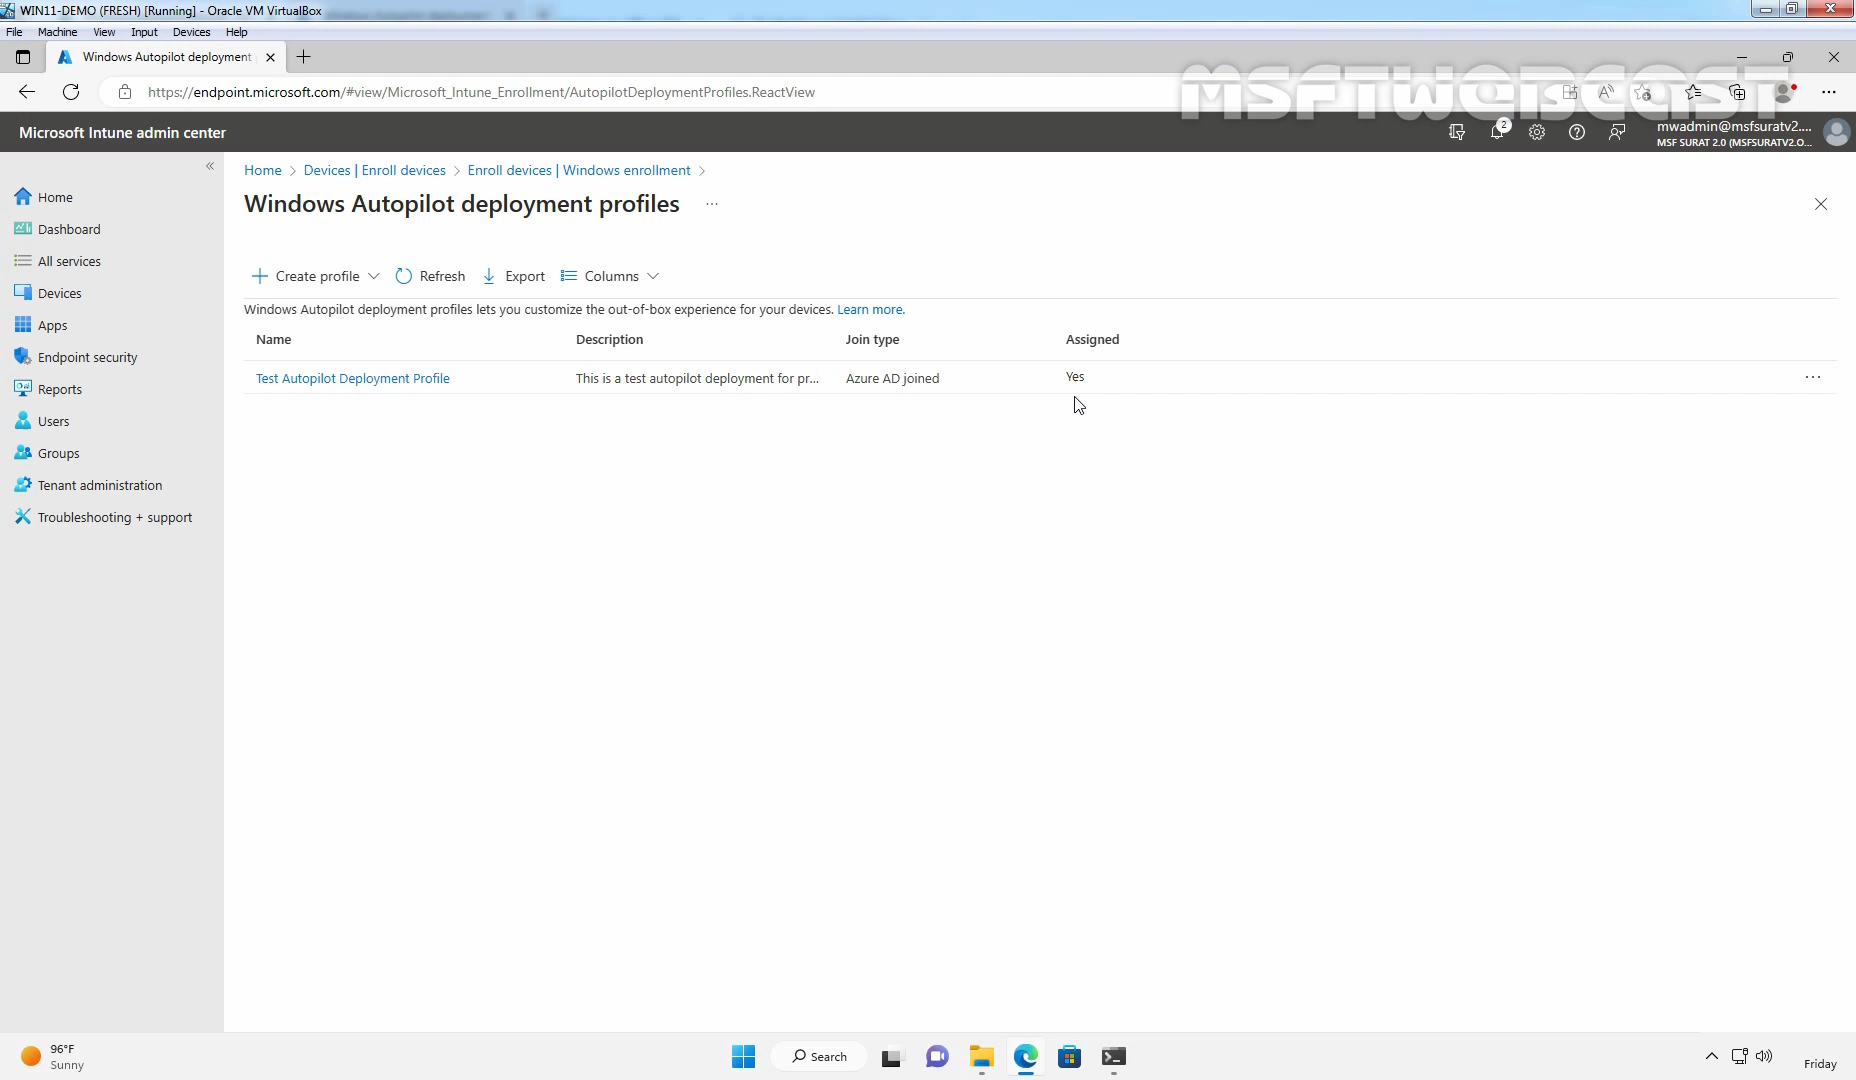 WIN11-DEMO (FRESH) [Running] - Oracle VM VirtualBox
File Machine View Input Devices Help
Windows Autopilot deployment
https://endpoint.microsoft.com/#view/Microsoft_Intune_Enrollment/AutopilotDeploymentProfiles.ReactView
MSFTWEBCAST
Microsoft Intune admin center
2
mwadmin@msfsuratv2....
MSF SURAT 2.0 (MSFSURATV2.O...
Home > Devices | Enroll devices > Enroll devices | Windows enrollment >
Windows Autopilot deployment profiles ...
Home
Dashboard
All services
Devices
Apps
Endpoint security
Reports
Users
Groups
Tenant administration
Troubleshooting + support
Create profile Refresh Export Columns
Windows Autopilot deployment profiles lets you customize the out-of-box experience for your devices. Learn more.
Name Description Join type Assigned
Test Autopilot Deployment Profile This is a test autopilot deployment for pr... Azure AD joined Yes ...
96°F
Sunny
Search
Friday